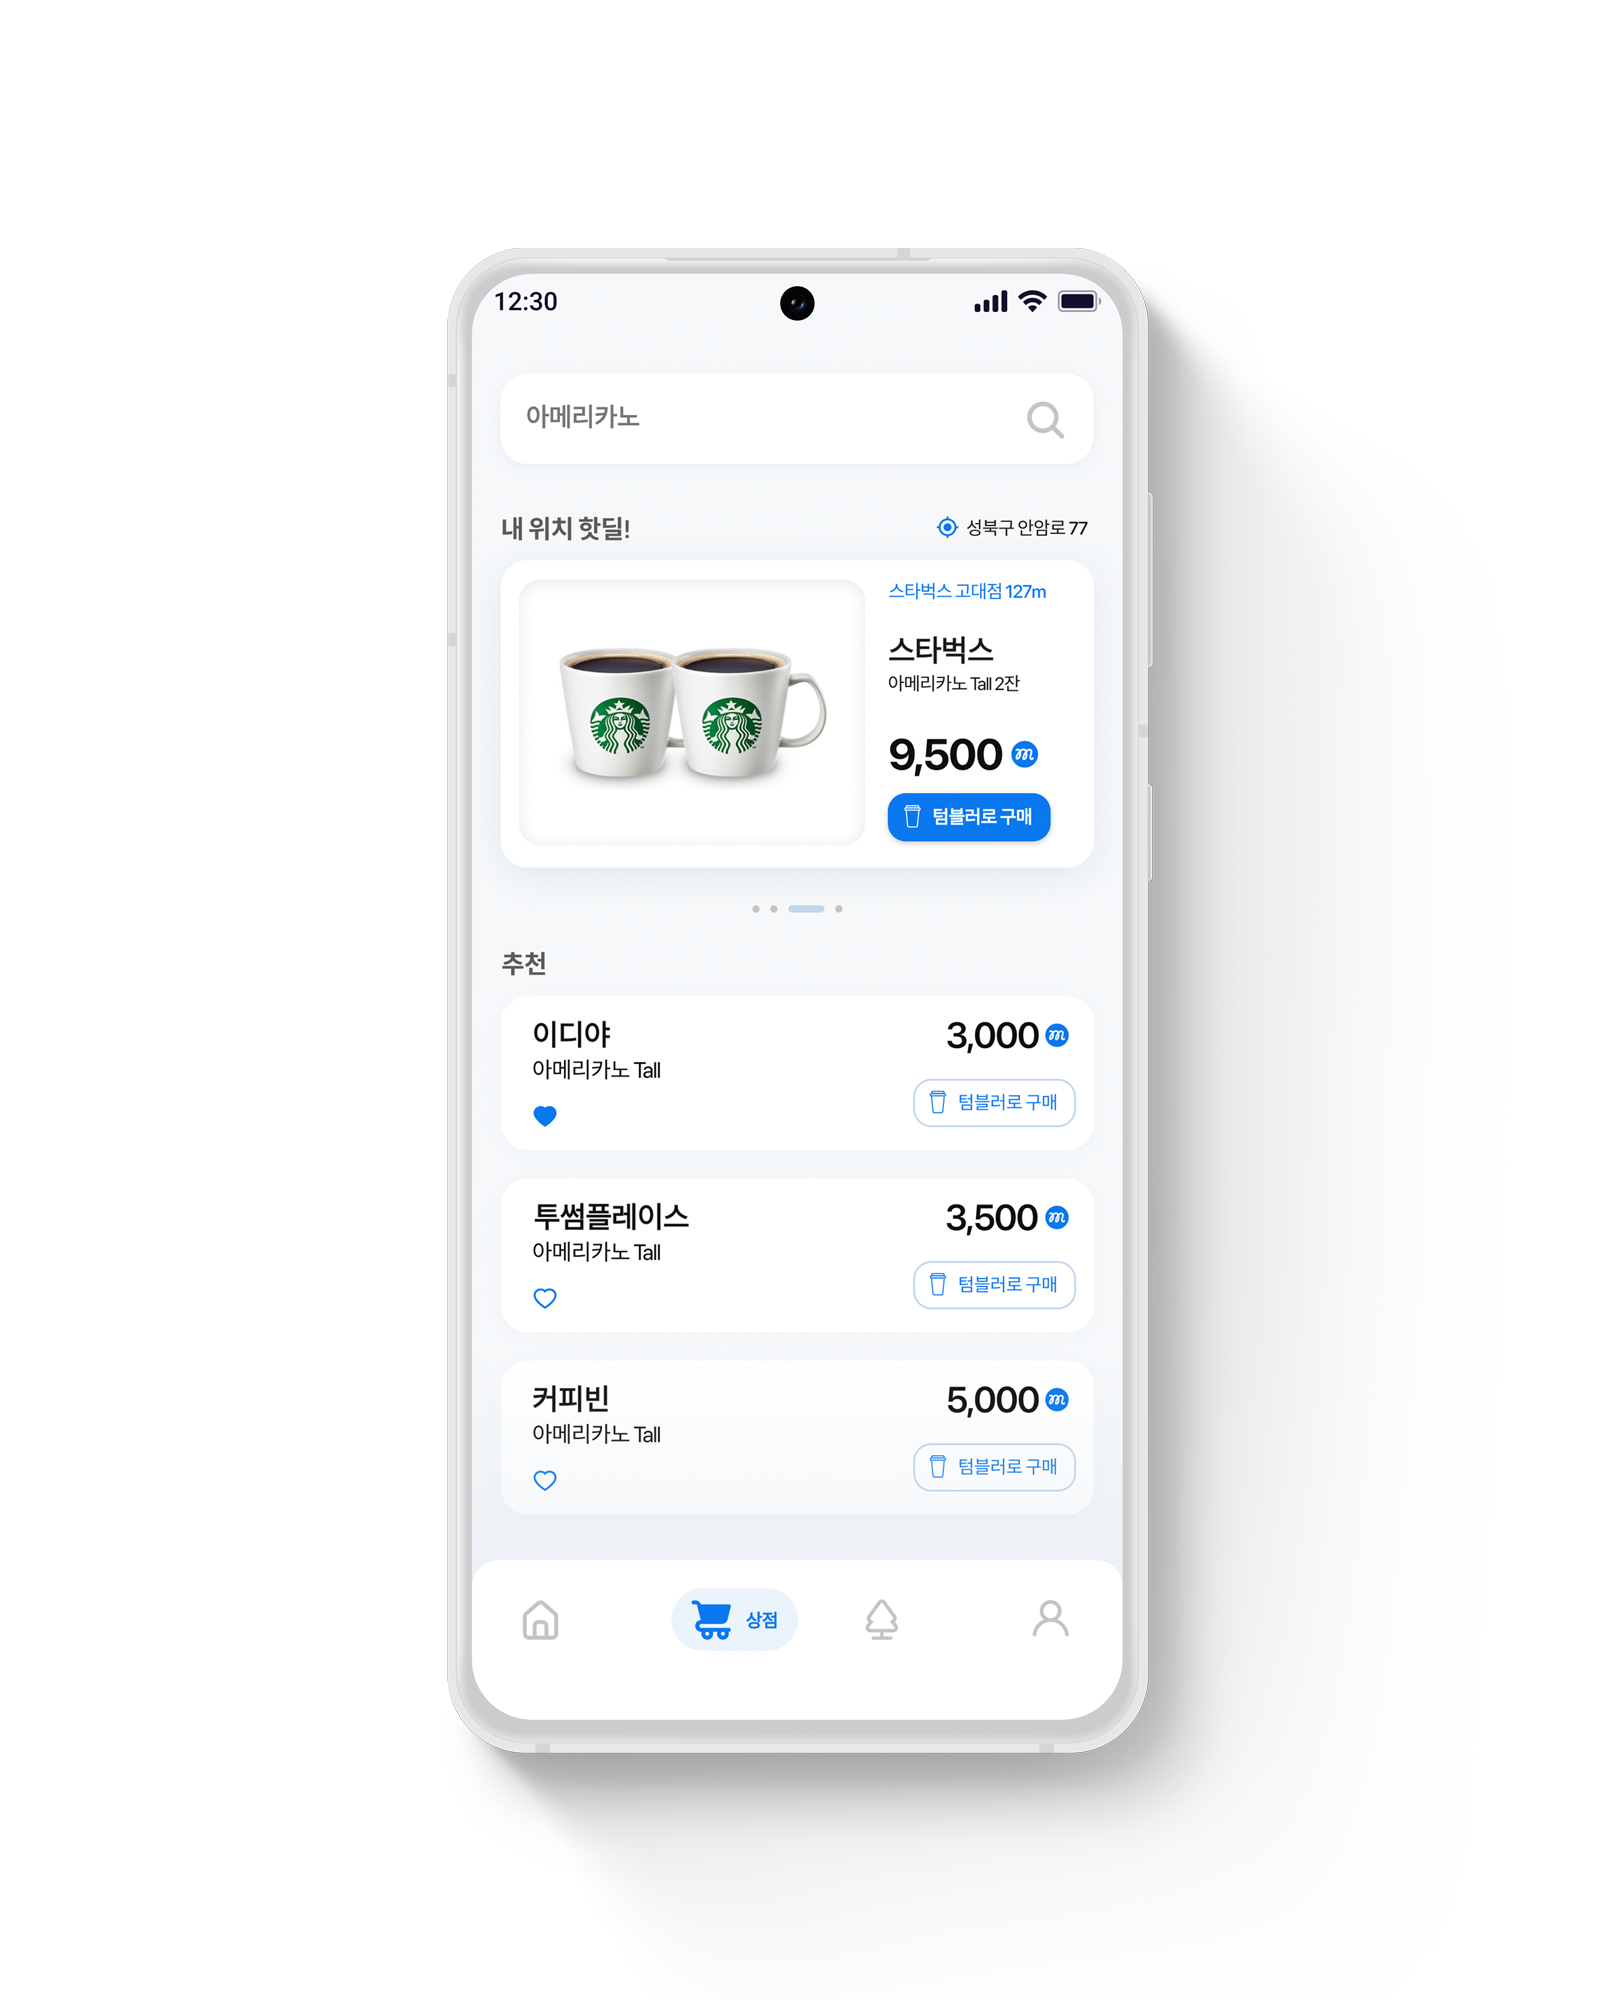 12:30
아메리카노
내 위치 핫딜!
성북구 안암로 77
스타벅스 고대점 127m
스타벅스
아메리카노 Tall 2잔
9,500 m
텀블러로 구매
추천
이디야
3,000 m
아메리카노 Tall
텀블러로 구매
투썸플레이스
3,500 m
아메리카노 Tall
텀블러로 구매
커피빈
5,000 m
아메리카노 Tall
텀블러로 구매
상점